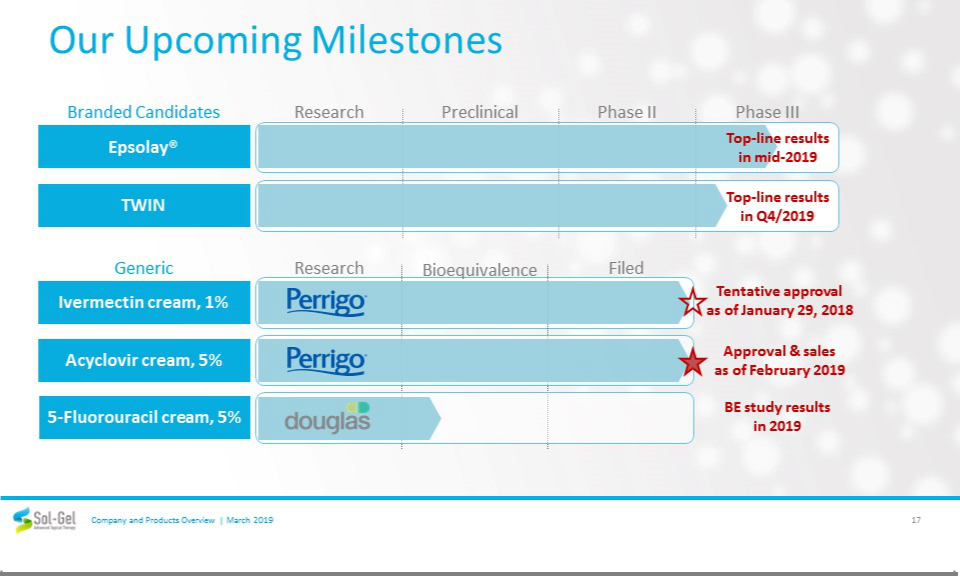 Our Upcoming Milestones
Branded Candidates Research Preclinical Phase II Phase III
Epsolay®
Top-line results
in mid-2019
TWIN
Top-line results
in Q4/2019
Generic Research Bioequivalence Filed
Ivermectin cream, 1%
Perrigo
Tentative approval
as of January 29, 2018
Acyclovir cream, 5%
Perrigo
Approval & sales
as of February 2019
5-Fluorouracil cream, 5%
douglas
BE study results
in 2019
Sol-Gel
Advanced Topical Therapy
Company and Products Overview | March 2019
17